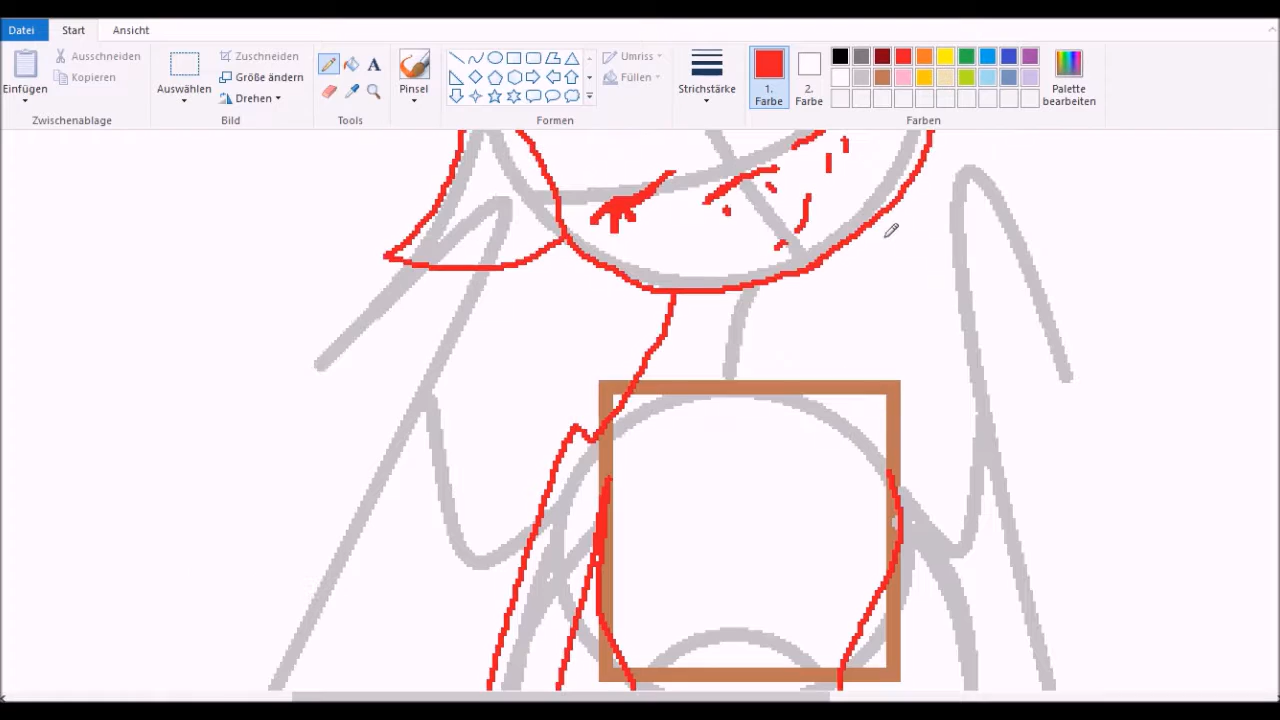 Datei Start Ansicht
Einfügen
Ausschneiden
Kopieren
Zwischenablage
Auswählen
Zuschneiden
Größe ändern
Drehen
Bild
A
Tools
Pinsel
Umriss
Füllen
Formen
Strichstärke
1.
Farbe
2.
Farbe
Palette
bearbeiten
Farben